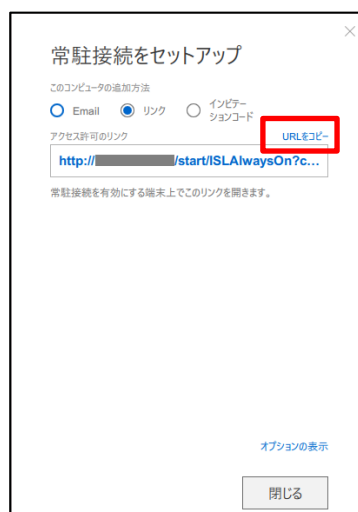 常駐接続をセットアップ
このコンピュータの追加方法
Email リンク インビテーションコード
アクセス許可のリンク URLをコピー
http:// /start/ISLAlwaysOn?c...
常駐接続を有効にする端末上でこのリンクを開きます。
オプションの表示
閉じる